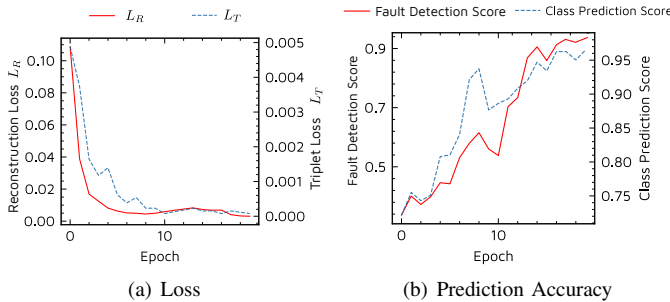 L_R L_T
Fault Detection Score Class Prediction Score
Reconstruction Loss L_R
0.10
0.08
0.06
0.04
0.02
0.00
0.005
0.004
0.003
0.002
0.001
0.000
Triplet Loss L_T
0 10
Epoch
(a) Loss
Fault Detection Score
0.9
0.7
0.5
0.95
0.90
0.85
0.80
0.75
Class Prediction Score
0 10
Epoch
(b) Prediction Accuracy